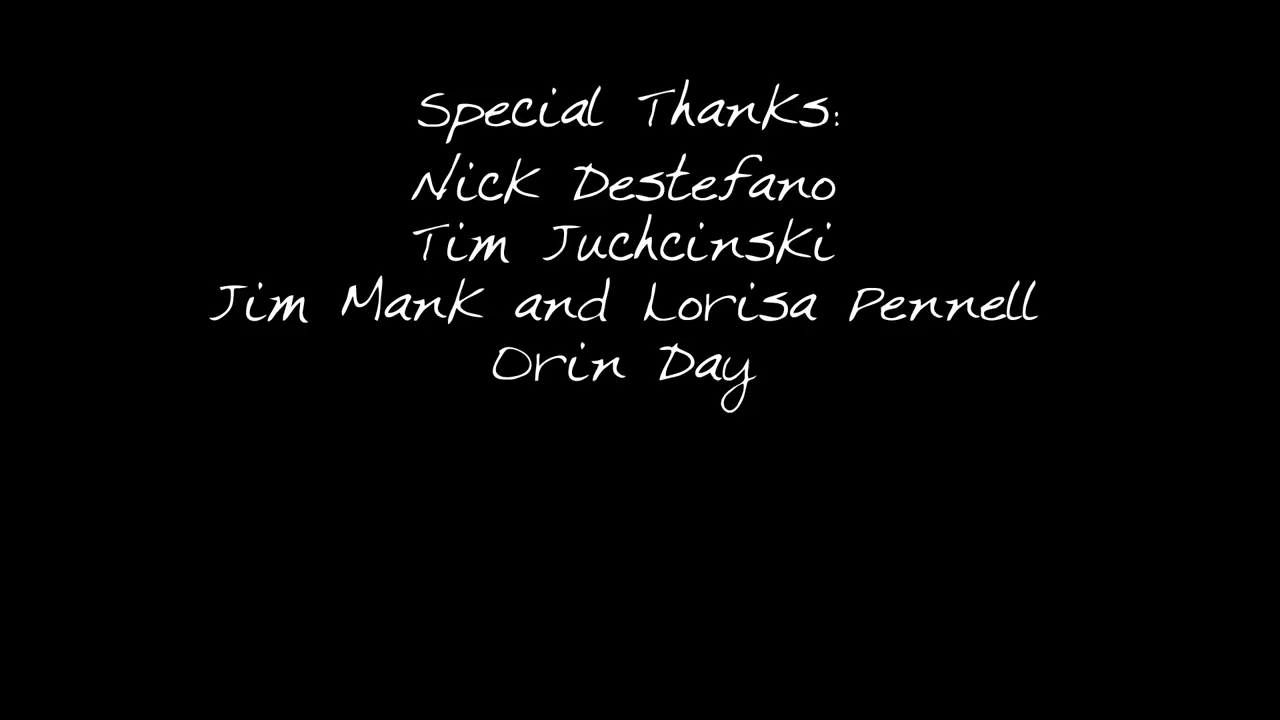 Special Thanks:
Nick Destefano
Tim Juchcinski
Jim Mank and Lorisa Pennell
Orin Day